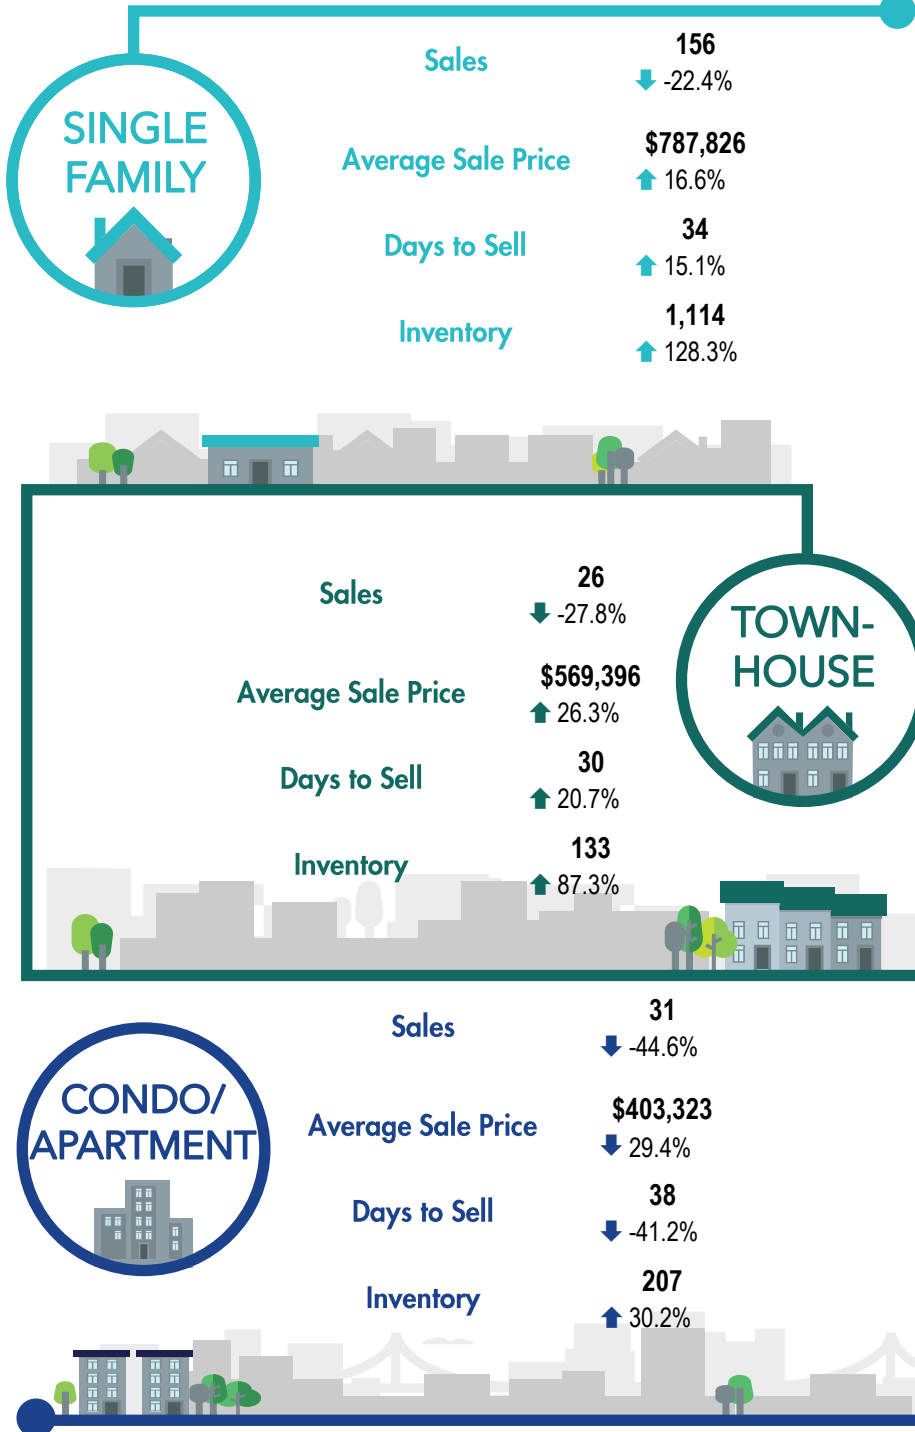 SINGLE
FAMILY
Sales
156
-22.4%
Average Sale Price
$787,826
16.6%
Days to Sell
34
15.1%
Inventory
1,114
128.3%
TOWN-
HOUSE
Sales
26
-27.8%
Average Sale Price
$569,396
26.3%
Days to Sell
30
20.7%
Inventory
133
87.3%
CONDO/
APARTMENT
Sales
31
-44.6%
Average Sale Price
$403,323
29.4%
Days to Sell
38
-41.2%
Inventory
207
30.2%